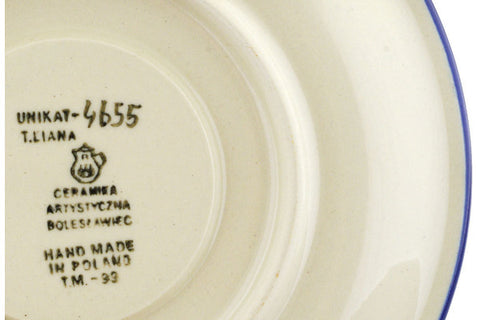 UNIKAT-4655
T.LIANA
CERAMIKA
ARTYSTYCZNA
BOLESŁAWIEC
HAND MADE
IN POLAND
T.M.-99